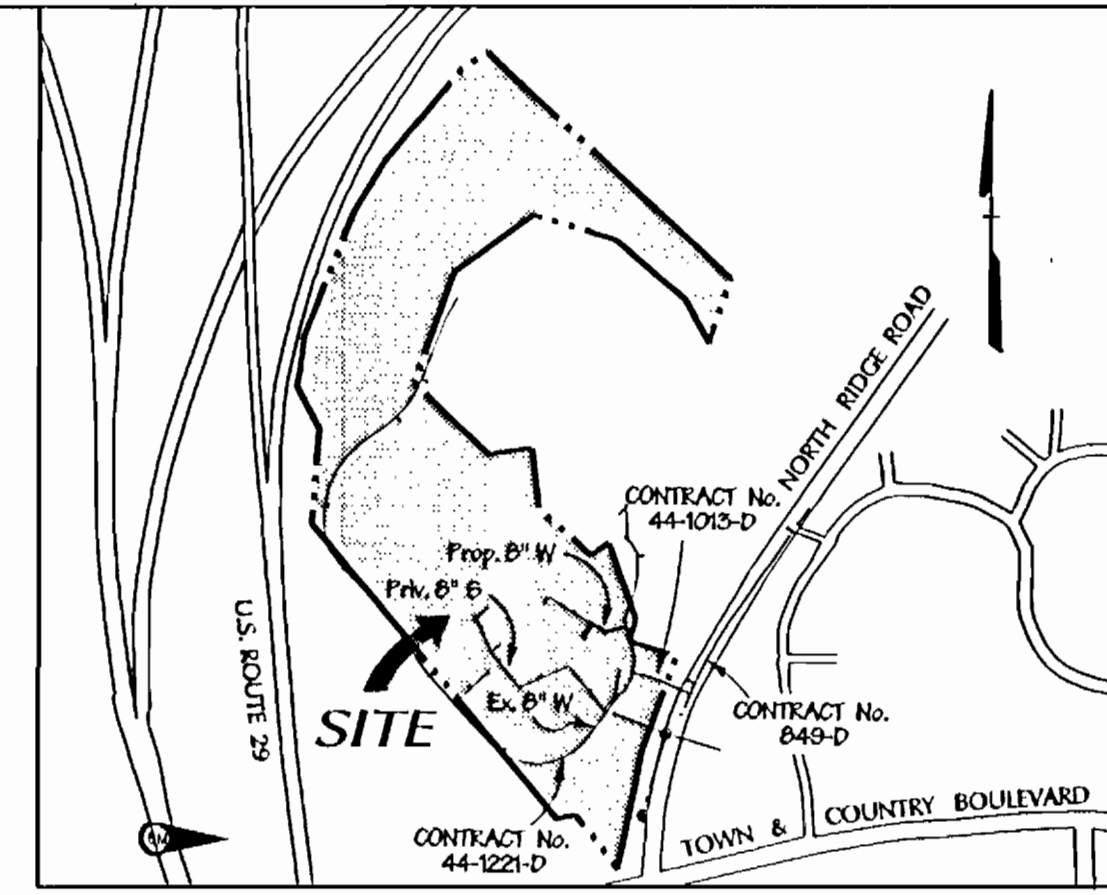 NORTH RIDGE ROAD
CONTRACT No.
44-1013-D
Prop. 8" W
Priv. 8" S
U.S. ROUTE 29
SITE
Ex. 8" W
CONTRACT No.
849-D
CONTRACT No.
44-1221-D
TOWN & COUNTRY BOULEVARD